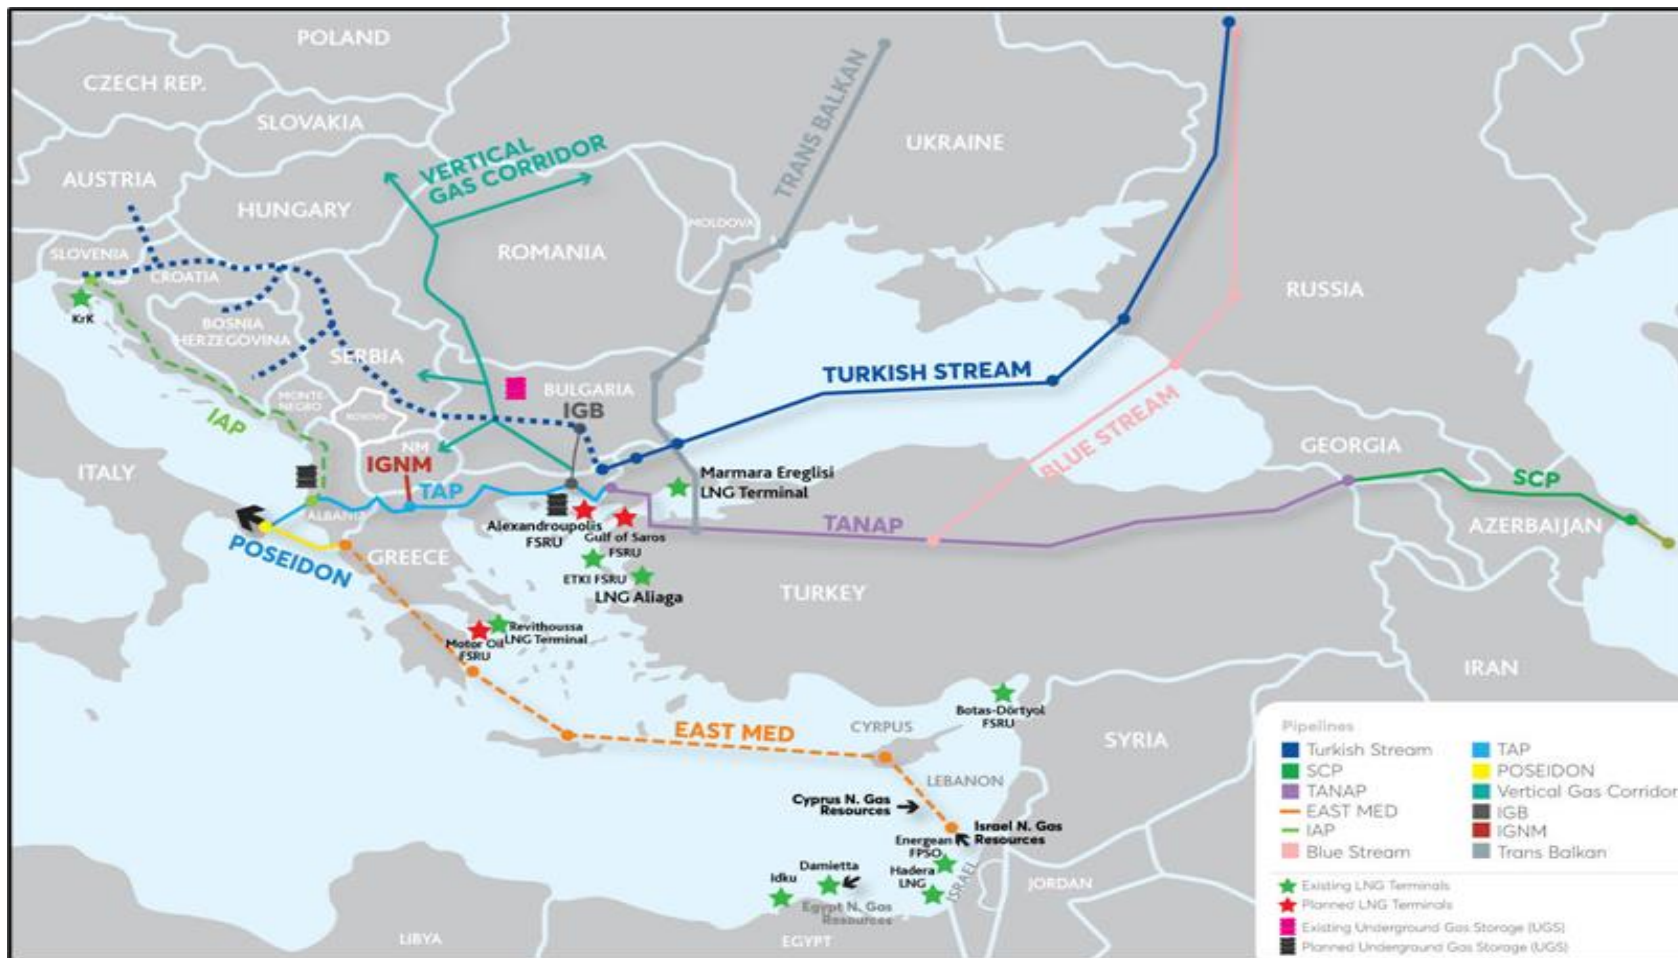 POLAND
CZECH REP.
SLOVAKIA
AUSTRIA
HUNGARY
VERTICAL
GAS CORRIDOR
TRANS BALKAN
UKRAINE
MOLDOVA
ROMANIA
SLOVENIA
CROATIA
KrK
BOSNIA
HERZEGOVINA
SERBIA
RUSSIA
BULGARIA
IGB
TURKISH STREAM
BLUE STREAM
MONTE-
NEGRO
KOSOVO
NM
IGNM
IAP
ITALY
TAP
ALBANI
POSEIDON
GREECE
Marmara Ereglisi
LNG Terminal
Alexandroupolis
FSRU
Gulf of Saros
FSRU
ETKI FSRU
LNG Aliaga
TANAP
TURKEY
GEORGIA
SCP
AZERBAIJAN
Revithoussa
LNG Terminal
Motor Oil
FSRU
IRAN
EAST MED
CYRPUS
Botas-Dörtyol
FSRU
SYRIA
LEBANON
Cyprus N. Gas
Resources
Israel N. Gas
Resources
Energean
FPSO
Hadera
LNG
ISRAEL
Damietta
Idku
Egypt N. Gas
Resources
JORDAN
LIBYA
EGYPT
Pipelines
Turkish Stream
SCP
TANAP
EAST MED
IAP
Blue Stream
TAP
POSEIDON
Vertical Gas Corridor
IGB
IGNM
Trans Balkan
Existing LNG Terminals
Planned LNG Terminals
Existing Underground Gas Storage (UGS)
Planned Underground Gas Storage (UGS)